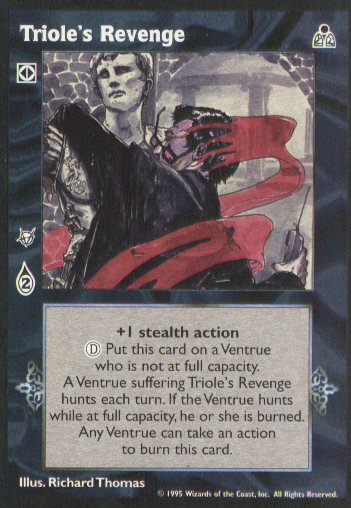 Triole's Revenge
2
+1 stealth action
D Put this card on a Ventrue
who is not at full capacity.
A Ventrue suffering Triole's Revenge
hunts each turn. If the Ventrue hunts
while at full capacity, he or she is burned.
Any Ventrue can take an action
to burn this card.
Illus. Richard Thomas
© 1995 Wizards of the Coast, Inc. All Rights Reserved.